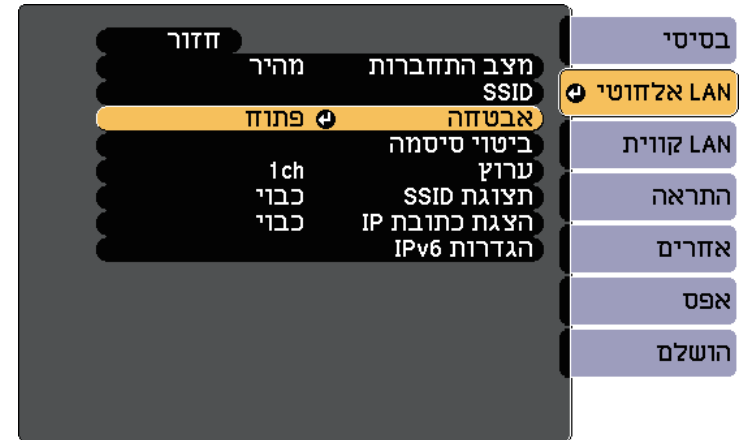 חזור
מצב התחברות מהיר
SSID
אבטחה פתוח
ביטוי סיסמה
ערוץ 1ch
תצוגת SSID כבוי
הצגת כתובת IP כבוי
הגדרות IPv6
בסיסי
LAN אלחוטי
LAN קווית
התראה
אחרים
אפס
הושלם